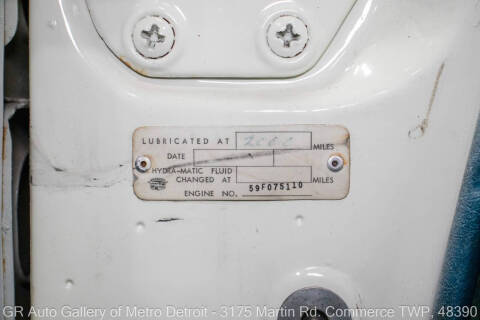 LUBRICATED AT MILES
DATE
HYDRA-MATIC FLUID
CHANGED AT MILES
ENGINE NO. 59F075110
GR Auto Gallery of Metro Detroit - 3175 Martin Rd. Commerce TWP, 48390